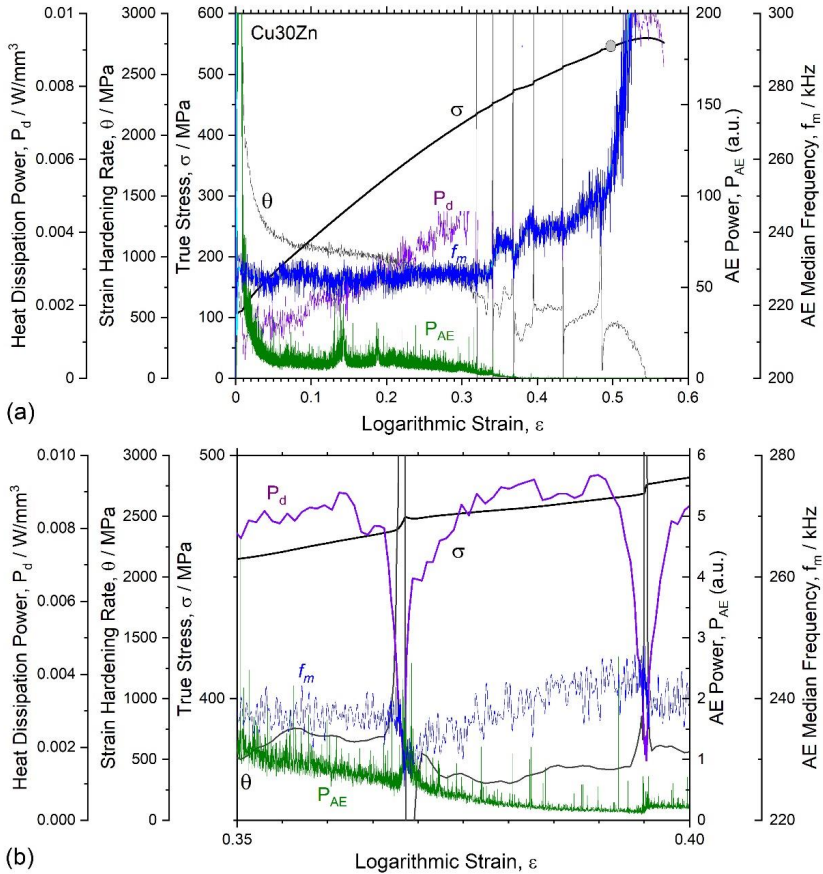 Cu30Zn
σ
θ
P_d
f_m
P_AE
0.01
0.008
0.006
0.004
0.002
0
Heat Dissipation Power, P_d / W/mm³
3000
2500
2000
1500
1000
500
0
Strain Hardening Rate, θ / MPa
600
500
400
300
200
100
0
True Stress, σ / MPa
200
150
100
50
0
AE Power, P_AE (a.u.)
300
280
260
240
220
200
AE Median Frequency, f_m / kHz
0 0.1 0.2 0.3 0.4 0.5 0.6
Logarithmic Strain, ε
(a)
P_d
σ
f_m
θ
P_AE
0.010
0.008
0.006
0.004
0.002
0.000
Heat Dissipation Power, P_d / W/mm³
3000
2500
2000
1500
1000
500
0
Strain Hardening Rate, θ / MPa
500
400
True Stress, σ / MPa
6
5
4
3
2
1
0
AE Power, P_AE (a.u.)
280
260
240
220
AE Median Frequency, f_m / kHz
0.35 0.40
Logarithmic Strain, ε
(b)